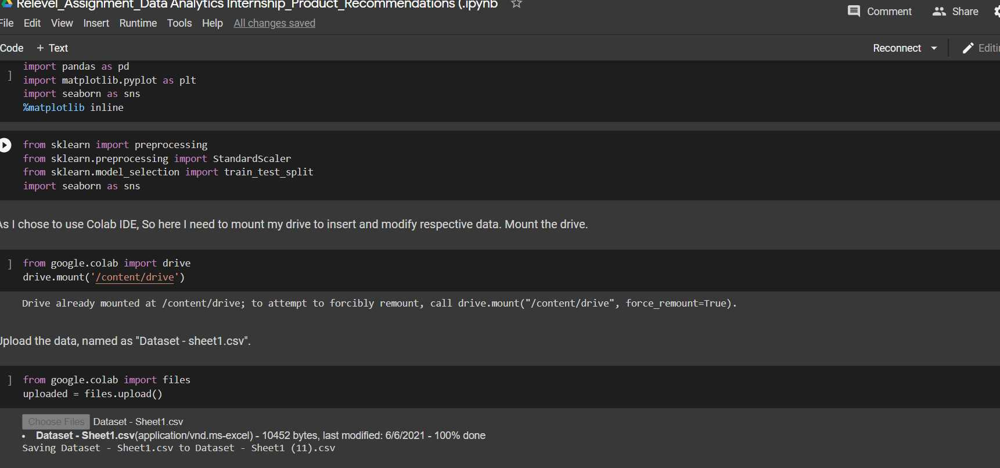 Relevel_Assignment_Data Analytics Internship_Product_Recommendations (.ipynb ☆
File Edit View Insert Runtime Tools Help All changes saved
Comment Share
Code + Text
Reconnect Editin
import pandas as pd
] import matplotlib.pyplot as plt
import seaborn as sns
%matplotlib inline
from sklearn import preprocessing
from sklearn.preprocessing import StandardScaler
from sklearn.model_selection import train_test_split
import seaborn as sns
As I chose to use Colab IDE, So here I need to mount my drive to insert and modify respective data. Mount the drive.
] from google.colab import drive
drive.mount('/content/drive')
Drive already mounted at /content/drive; to attempt to forcibly remount, call drive.mount("/content/drive", force_remount=True).
Upload the data, named as "Dataset - sheet1.csv".
] from google.colab import files
uploaded = files.upload()
Choose Files Dataset - Sheet1.csv
• Dataset - Sheet1.csv(application/vnd.ms-excel) - 10452 bytes, last modified: 6/6/2021 - 100% done
Saving Dataset - Sheet1.csv to Dataset - Sheet1 (11).csv